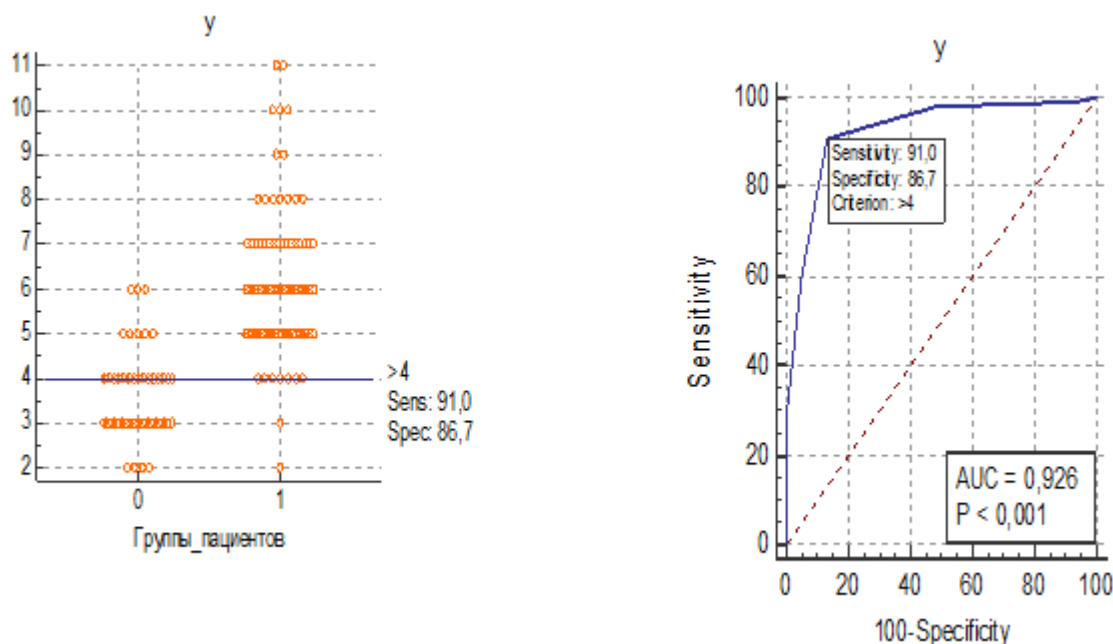 y
11
10
9
8
7
6
5
4
3
2
0 1
Группы_пациентов
>4
Sens: 91,0
Spec: 86,7
y
100
80
60
40
20
0
Sensitivity
Sensitivity: 91,0
Specificity: 86,7
Criterion: >4
AUC = 0,926
P < 0,001
0 20 40 60 80 100
100-Specificity